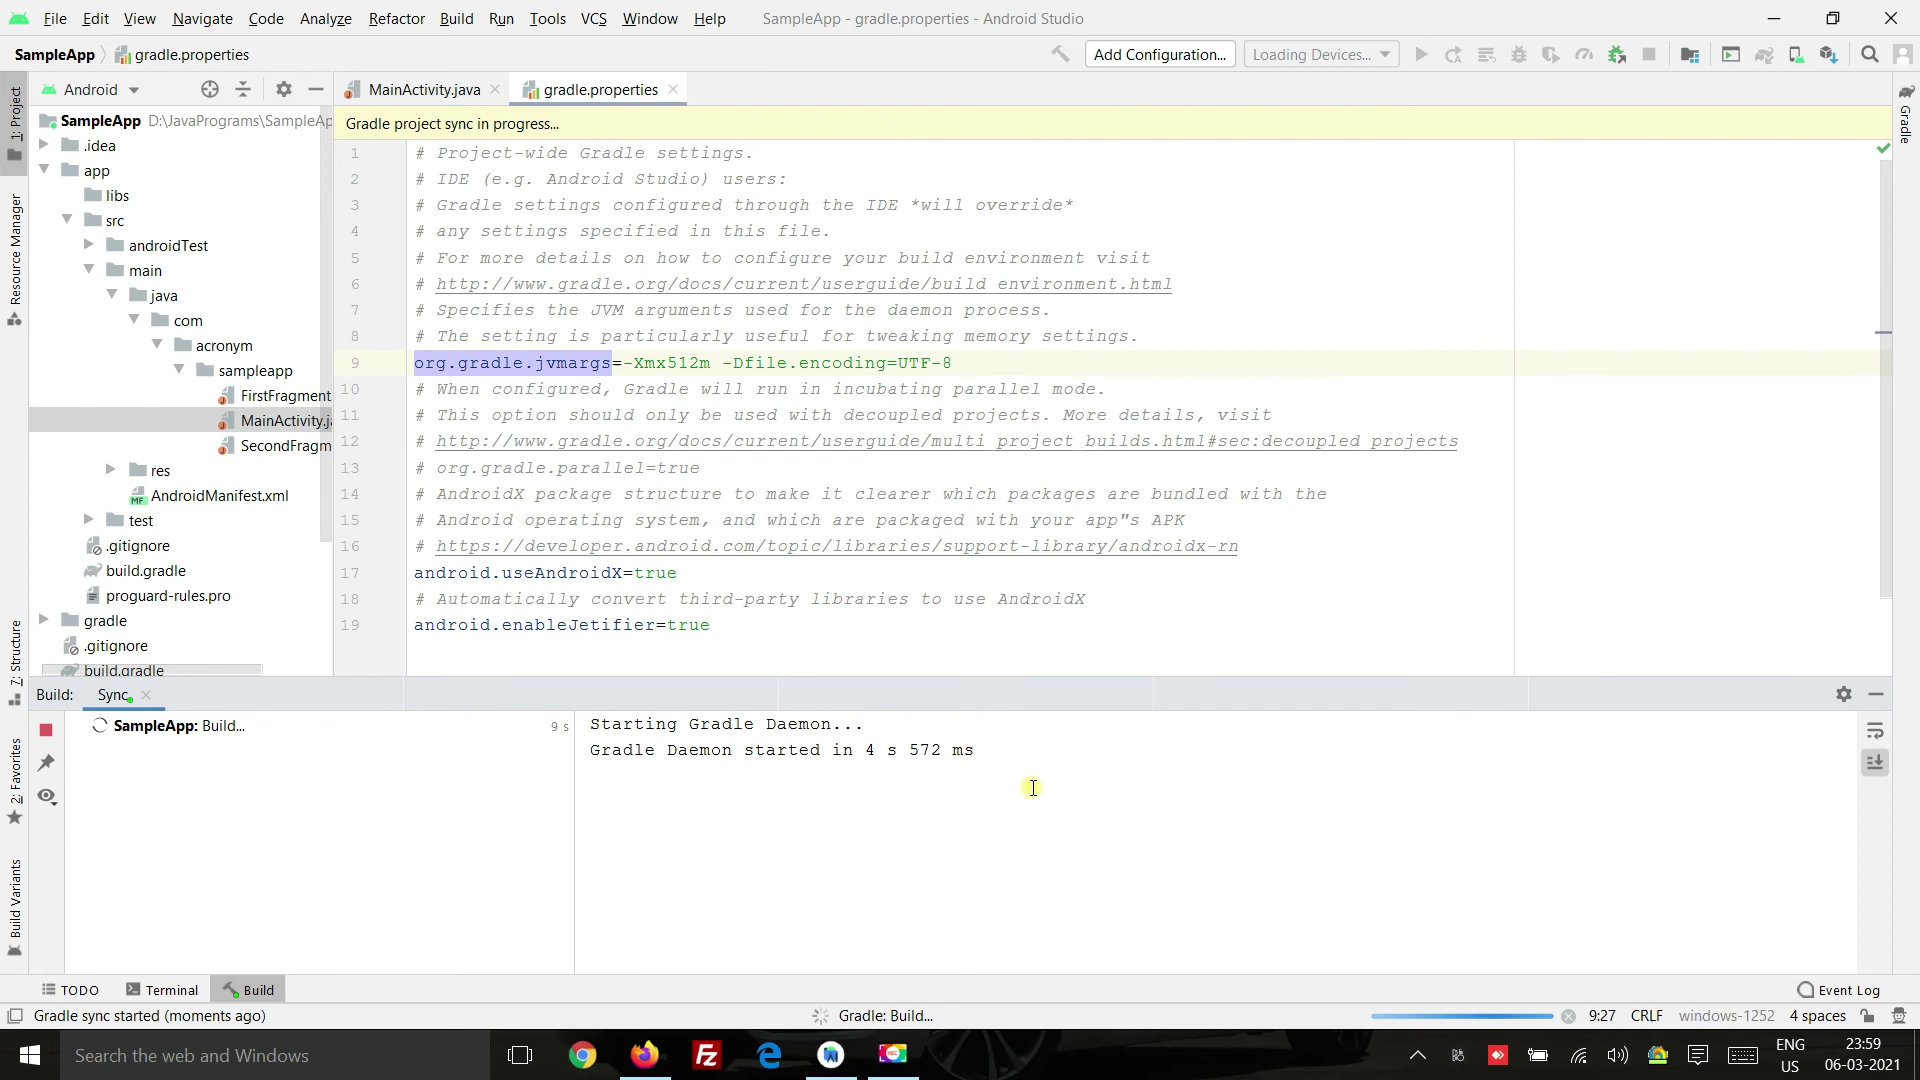 File Edit View Navigate Code Analyze Refactor Build Run Tools VCS Window Help SampleApp - gradle.properties - Android Studio
SampleApp gradle.properties Add Configuration... Loading Devices...
1: Project
Resource Manager
7: Structure
2: Favorites
Build Variants
Android
SampleApp D:\JavaPrograms\SampleAp
.idea
app
libs
src
androidTest
main
java
com
acronym
sampleapp
FirstFragment
MainActivity.j
SecondFragm
res
MF AndroidManifest.xml
test
.gitignore
build.gradle
proguard-rules.pro
gradle
.gitignore
build.gradle
MainActivity.java gradle.properties
Gradle project sync in progress...
1 # Project-wide Gradle settings.
2 # IDE (e.g. Android Studio) users:
3 # Gradle settings configured through the IDE *will override*
4 # any settings specified in this file.
5 # For more details on how to configure your build environment visit
6 # http://www.gradle.org/docs/current/userguide/build_environment.html
7 # Specifies the JVM arguments used for the daemon process.
8 # The setting is particularly useful for tweaking memory settings.
9 org.gradle.jvmargs=-Xmx512m -Dfile.encoding=UTF-8
10 # When configured, Gradle will run in incubating parallel mode.
11 # This option should only be used with decoupled projects. More details, visit
12 # http://www.gradle.org/docs/current/userguide/multi_project_builds.html#sec:decoupled_projects
13 # org.gradle.parallel=true
14 # AndroidX package structure to make it clearer which packages are bundled with the
15 # Android operating system, and which are packaged with your app"s APK
16 # https://developer.android.com/topic/libraries/support-library/androidx-rn
17 android.useAndroidX=true
18 # Automatically convert third-party libraries to use AndroidX
19 android.enableJetifier=true
Gradle
Build: Sync
SampleApp: Build... 9 s
Starting Gradle Daemon...
Gradle Daemon started in 4 s 572 ms
TODO Terminal Build Event Log
Gradle sync started (moments ago) Gradle: Build... 9:27 CRLF windows-1252 4 spaces
Search the web and Windows
ENG
US
23:59
06-03-2021